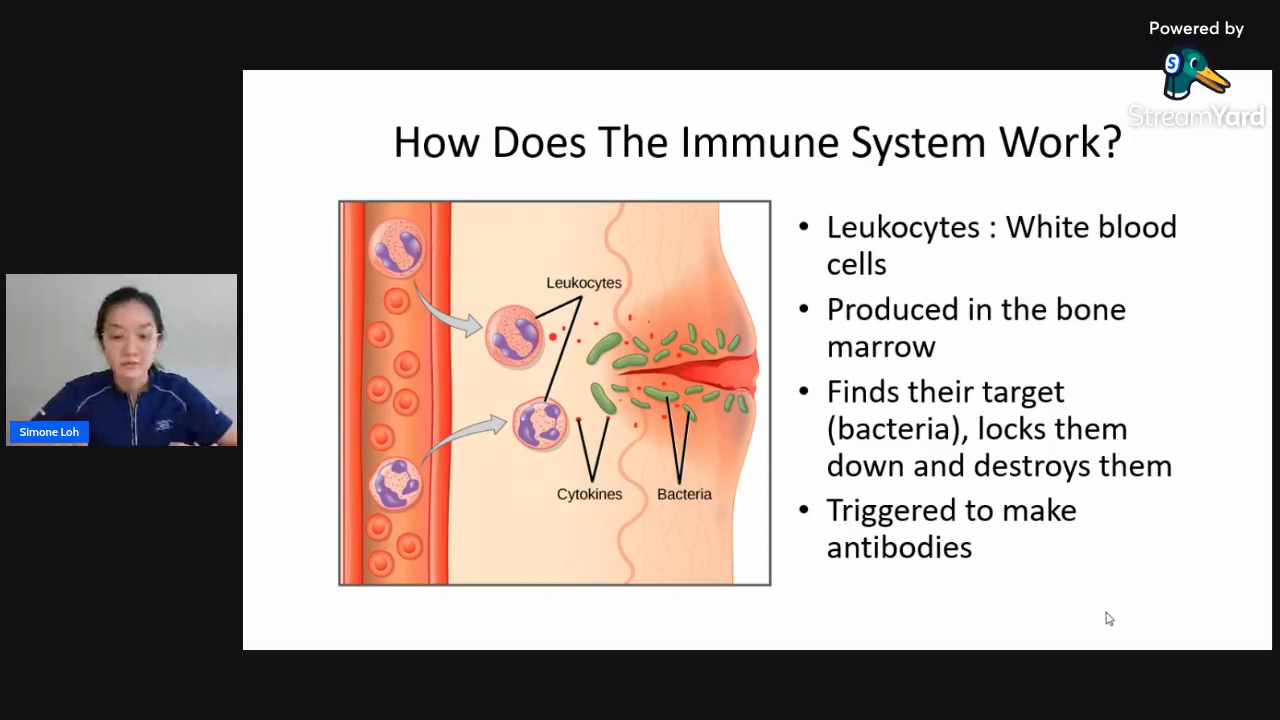 Powered by
StreamYard
How Does The Immune System Work?
Leukocytes
Cytokines
Bacteria
• Leukocytes : White blood
cells
• Produced in the bone
marrow
• Finds their target
(bacteria), locks them
down and destroys them
• Triggered to make
antibodies
Simone Loh